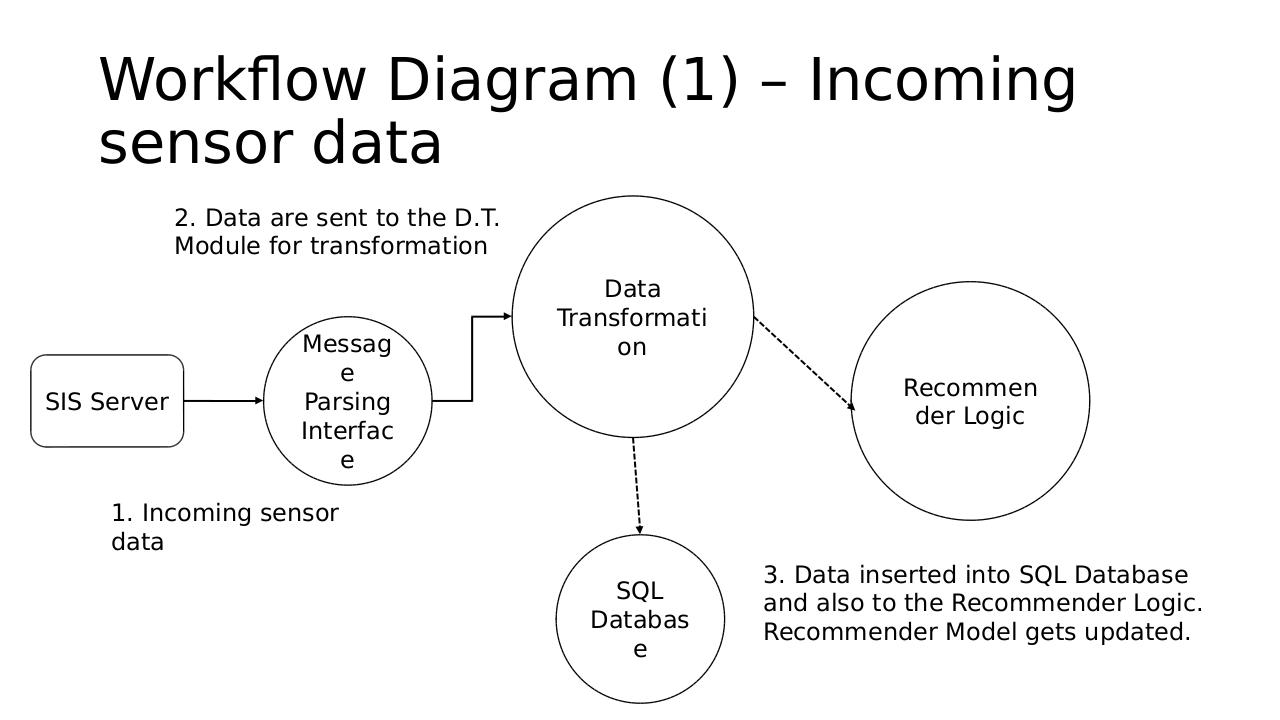 Workflow Diagram (1) – Incoming
sensor data
2. Data are sent to the D.T.
Module for transformation
Data
Transformati
on
Messag
e
Parsing
Interfac
e
SIS Server
Recommen
der Logic
1. Incoming sensor
data
SQL
Databas
e
3. Data inserted into SQL Database
and also to the Recommender Logic.
Recommender Model gets updated.